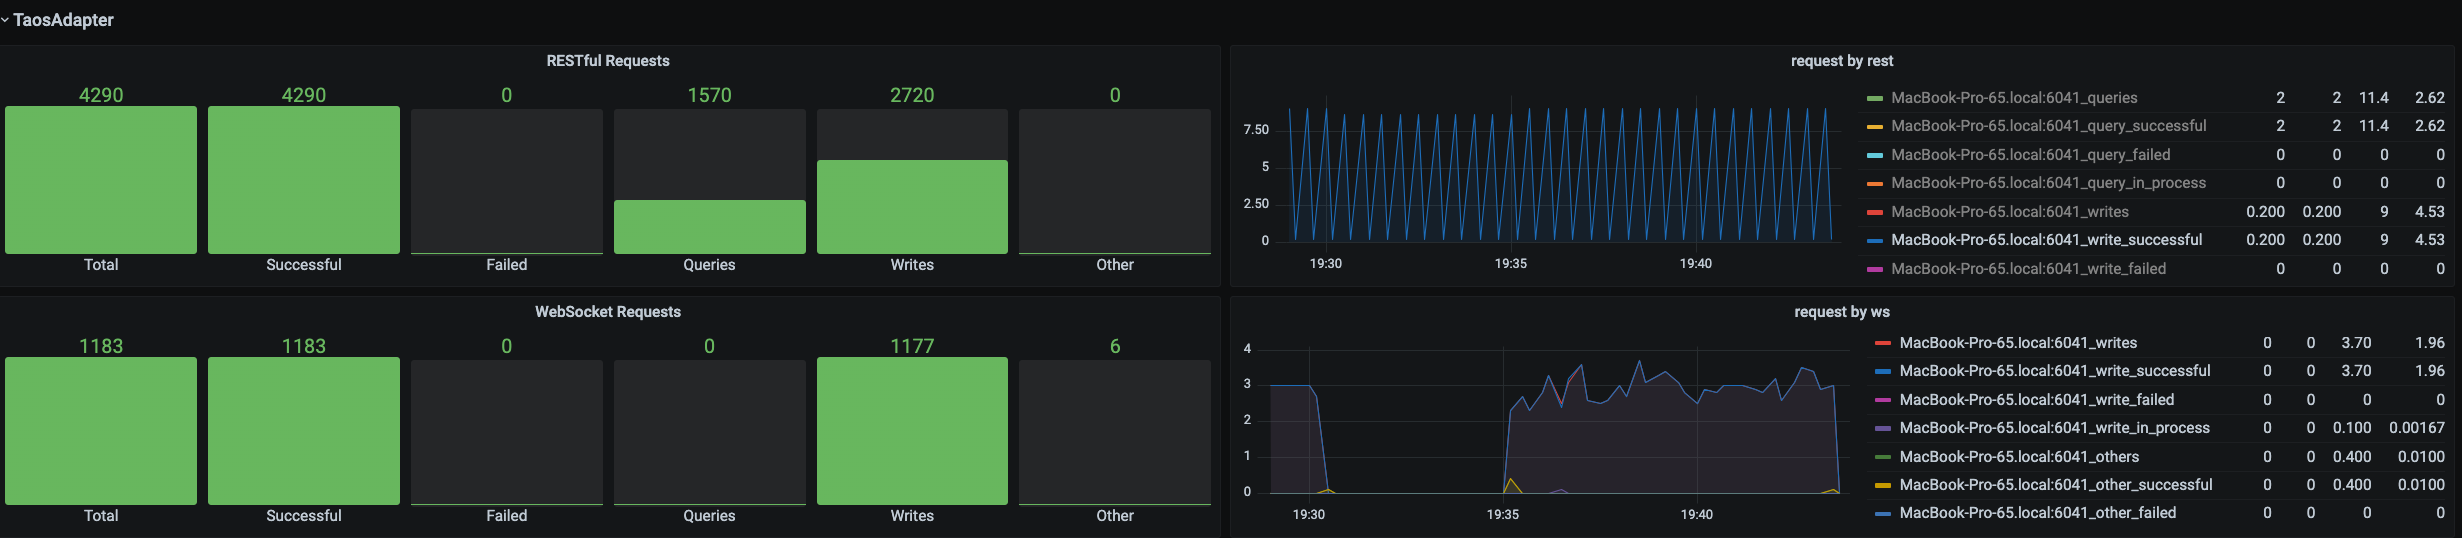 TaosAdapter
RESTful Requests
4290 4290 0 1570 2720 0
Total Successful Failed Queries Writes Other
request by rest
7.50
5
2.50
0
19:30 19:35 19:40
MacBook-Pro-65.local:6041_queries 2 2 11.4 2.62
MacBook-Pro-65.local:6041_query_successful 2 2 11.4 2.62
MacBook-Pro-65.local:6041_query_failed 0 0 0 0
MacBook-Pro-65.local:6041_query_in_process 0 0 0 0
MacBook-Pro-65.local:6041_writes 0.200 0.200 9 4.53
MacBook-Pro-65.local:6041_write_successful 0.200 0.200 9 4.53
MacBook-Pro-65.local:6041_write_failed 0 0 0 0
WebSocket Requests
1183 1183 0 0 1177 6
Total Successful Failed Queries Writes Other
request by ws
4
3
2
1
0
19:30 19:35 19:40
MacBook-Pro-65.local:6041_writes 0 0 3.70 1.96
MacBook-Pro-65.local:6041_write_successful 0 0 3.70 1.96
MacBook-Pro-65.local:6041_write_failed 0 0 0 0
MacBook-Pro-65.local:6041_write_in_process 0 0 0.100 0.00167
MacBook-Pro-65.local:6041_others 0 0 0.400 0.0100
MacBook-Pro-65.local:6041_other_successful 0 0 0.400 0.0100
MacBook-Pro-65.local:6041_other_failed 0 0 0 0